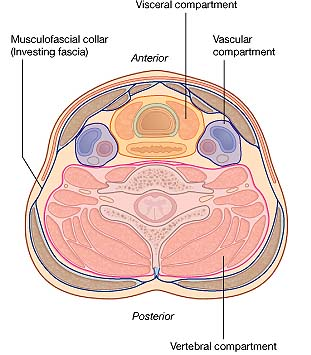 Visceral compartment
Musculofascial collar
(Investing fascia)
Vascular
compartment
Anterior
Posterior
Vertebral compartment